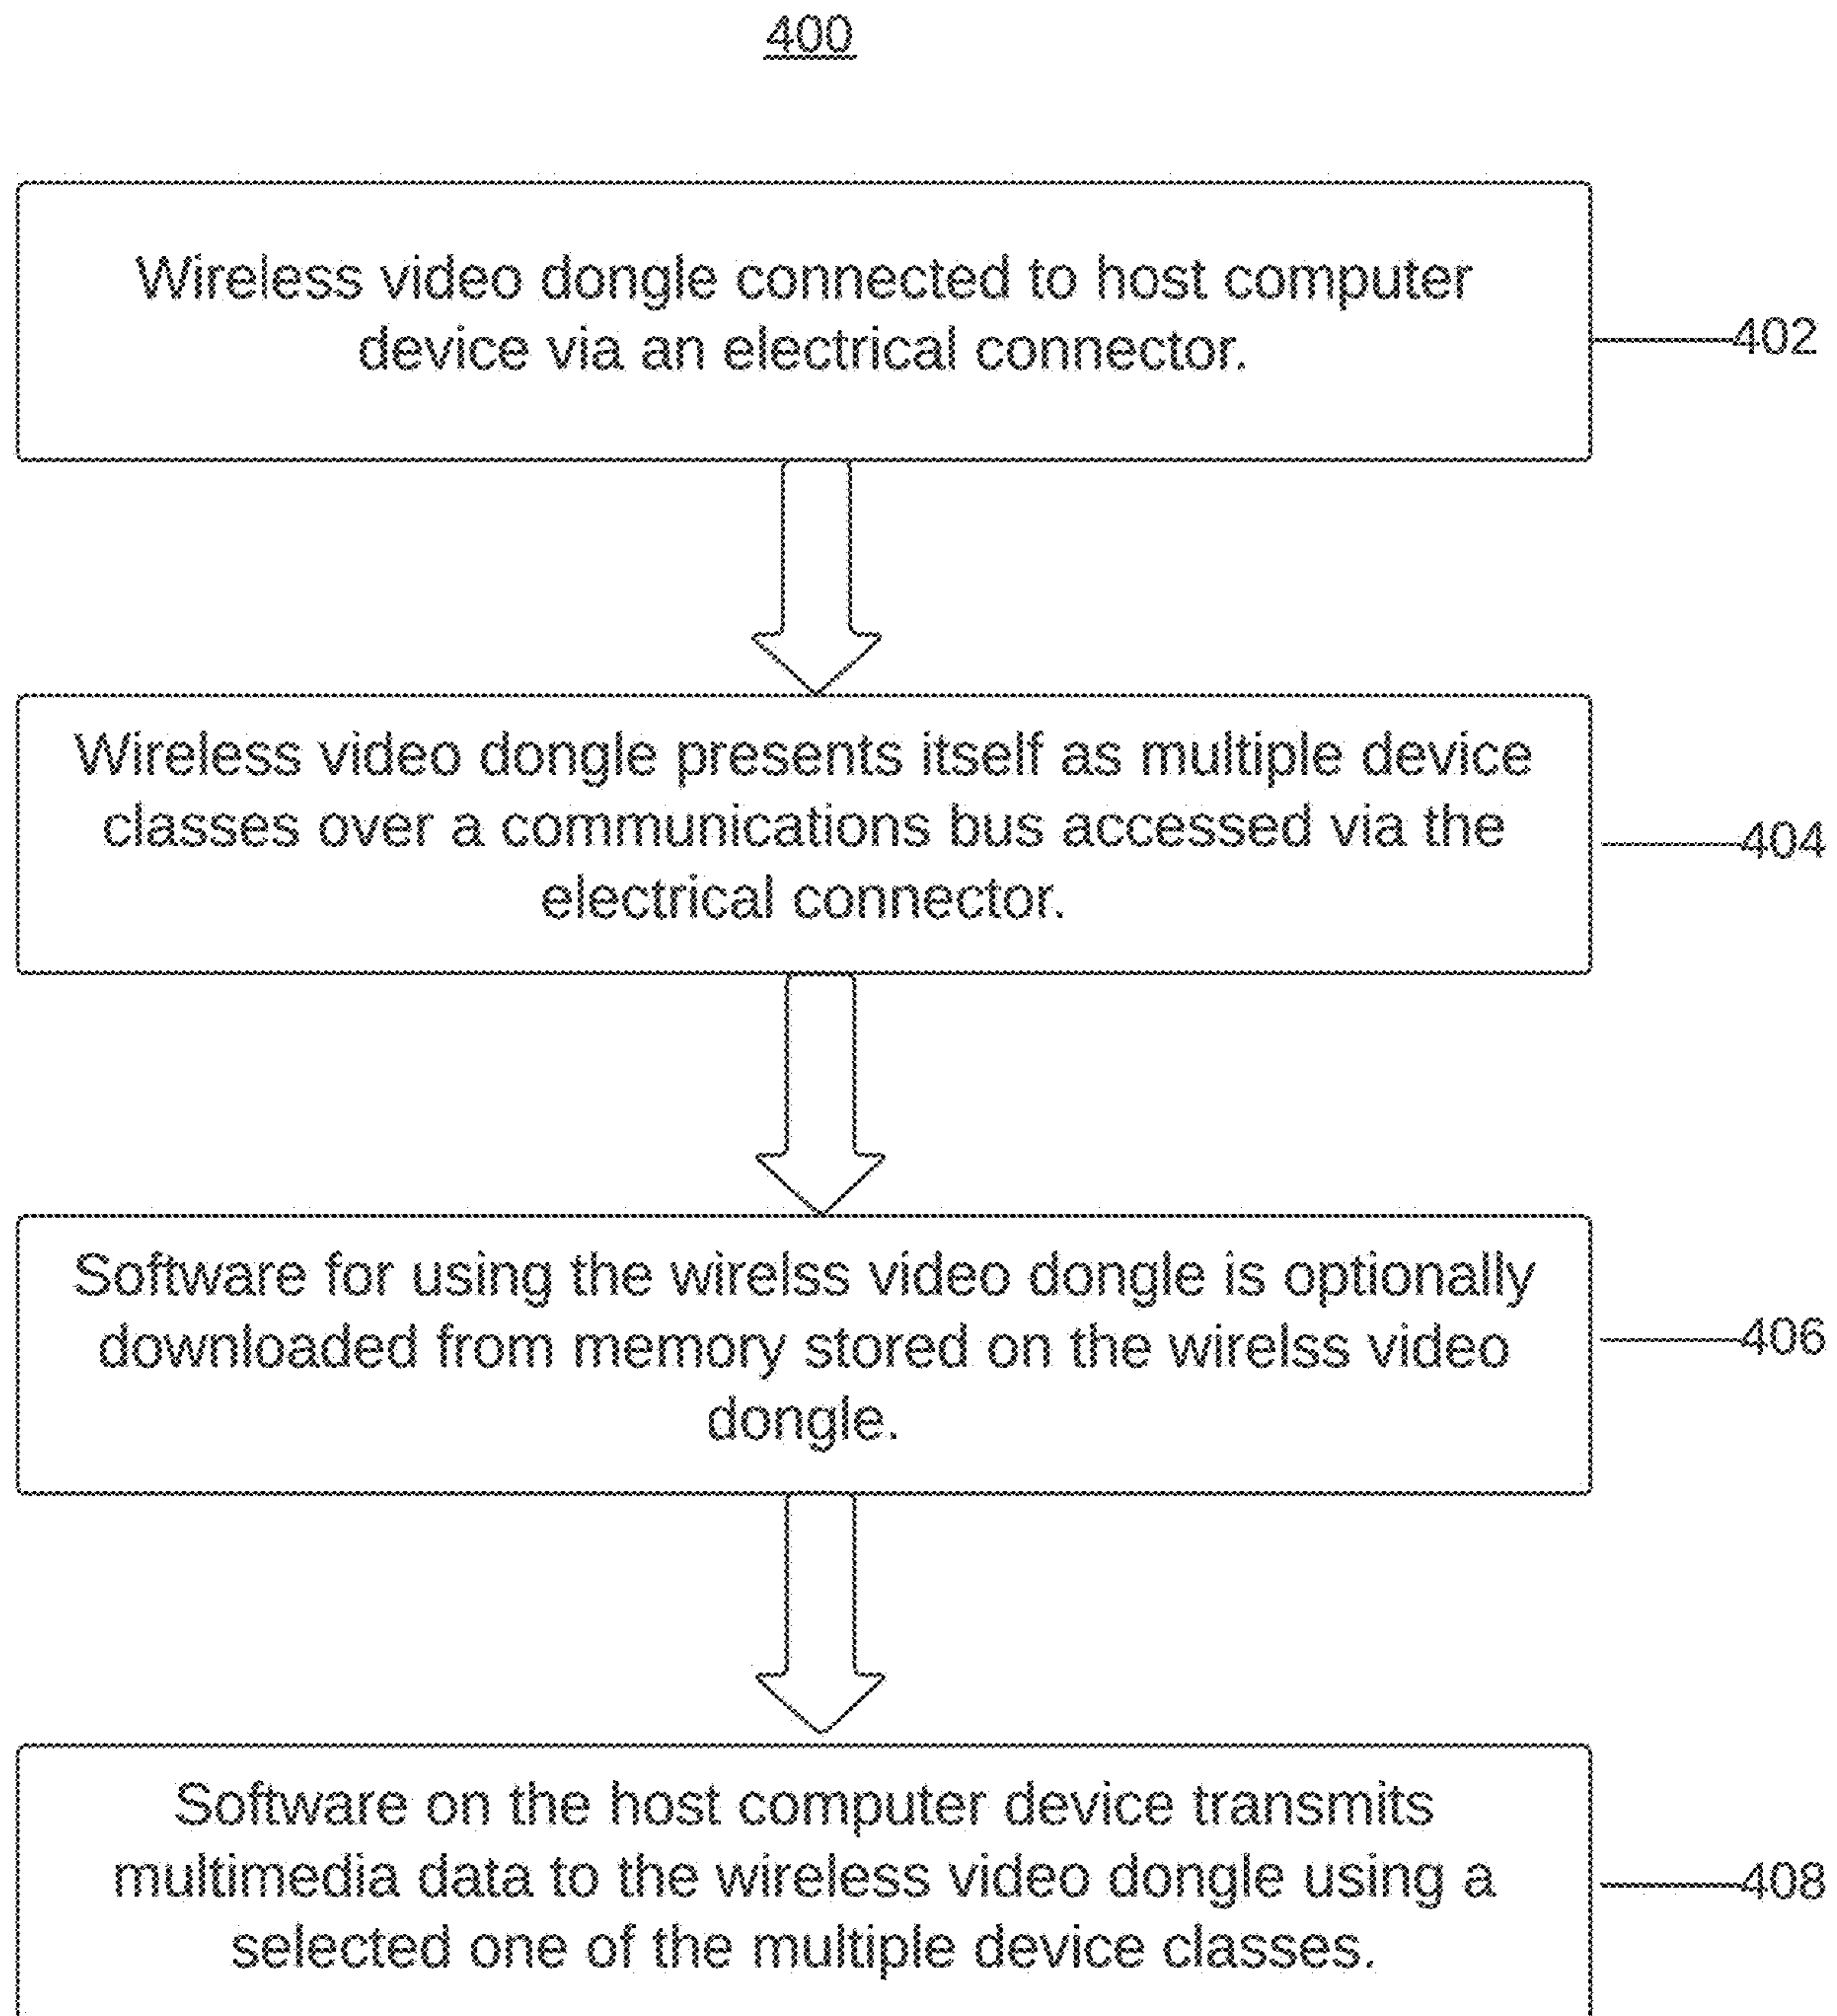 400
Wireless video dongle connected to host computer
device via an electrical connector.
402
Wireless video dongle presents itself as multiple device
classes over a communications bus accessed via the
electrical connector.
404
Software for using the wirelss video dongle is optionally
downloaded from memory stored on the wirelss video
dongle.
406
Software on the host computer device transmits
multimedia data to the wireless video dongle using a
selected one of the multiple device classes.
408